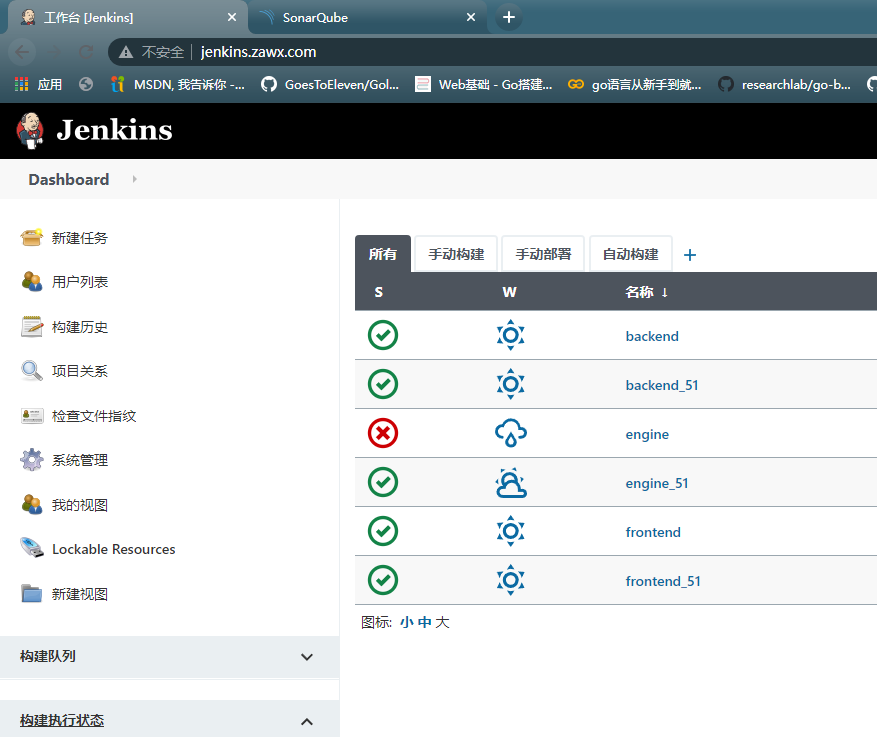 工作台 [Jenkins]
SonarQube
不安全 jenkins.zawx.com
应用 MSDN, 我告诉你 -... GoesToEleven/Gol... Web基础 - Go搭建... go语言从新手到就... researchlab/go-b...
Jenkins
Dashboard
新建任务
用户列表
构建历史
项目关系
检查文件指纹
系统管理
我的视图
Lockable Resources
新建视图
构建队列
构建执行状态
所有 手动构建 手动部署 自动构建 +
S W 名称 ↓
backend
backend_51
engine
engine_51
frontend
frontend_51
图标: 小 中 大